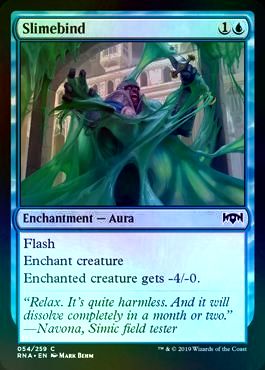 Slimebind 1
Enchantment — Aura
Flash
Enchant creature
Enchanted creature gets -4/-0.
“Relax. It’s quite harmless. And it will
dissolve completely in a month or two.”
—Navona, Simic field tester
054/259 C
RNA • EN Mark Behm
™ & © 2019 Wizards of the Coast